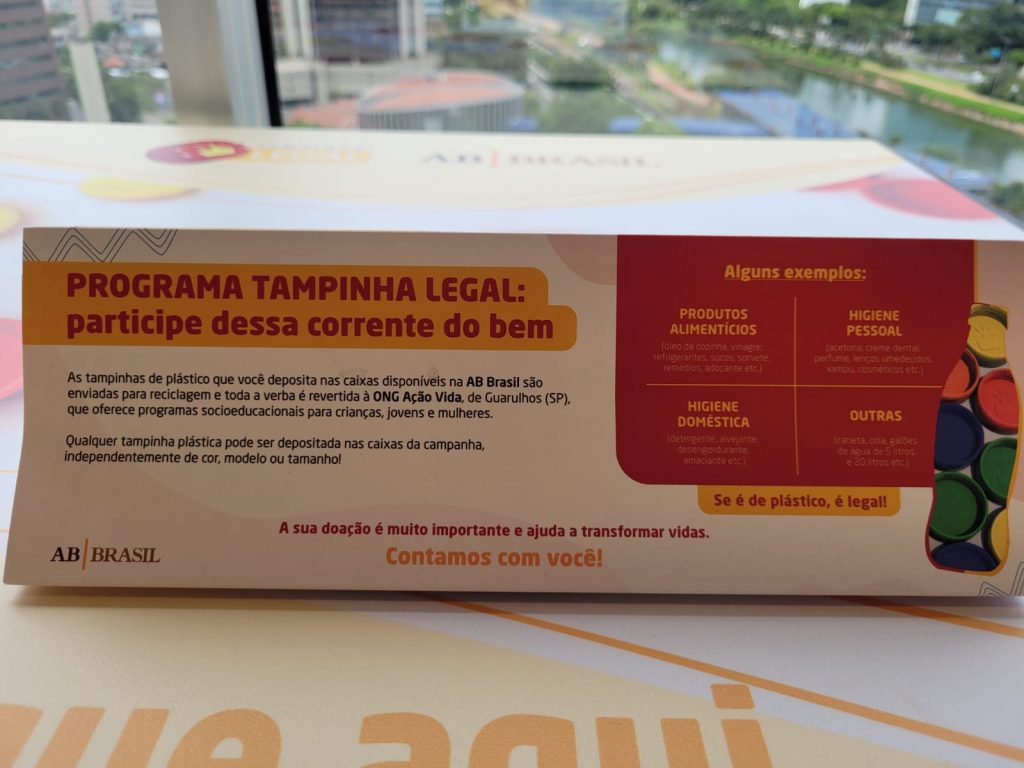 AB | BRASIL
PROGRAMA TAMPINHA LEGAL:
participe dessa corrente do bem
As tampinhas de plástico que você deposita nas caixas disponíveis na AB Brasil são
enviadas para reciclagem e toda a verba é revertida à ONG Ação Vida, de Guarulhos (SP),
que oferece programas socioeducacionais para crianças, jovens e mulheres.
Qualquer tampinha plástica pode ser depositada nas caixas da campanha,
independentemente de cor, modelo ou tamanho!
Alguns exemplos:
PRODUTOS
ALIMENTÍCIOS
(óleo de cozinha, vinagre,
refrigerantes, sucos, sorvete,
remédios, adoçante etc.)
HIGIENE
PESSOAL
(acetona, creme dental,
perfume, lenços umedecidos,
xampu, cosméticos etc.)
HIGIENE
DOMÉSTICA
(detergente, alvejante,
desengordurante,
amaciante etc.)
OUTRAS
(caneta, cola, galões
de água de 5 litros
e 20 litros etc.)
Se é de plástico, é legal!
A sua doação é muito importante e ajuda a transformar vidas.
Contamos com você!
AB|BRASIL
que aqui